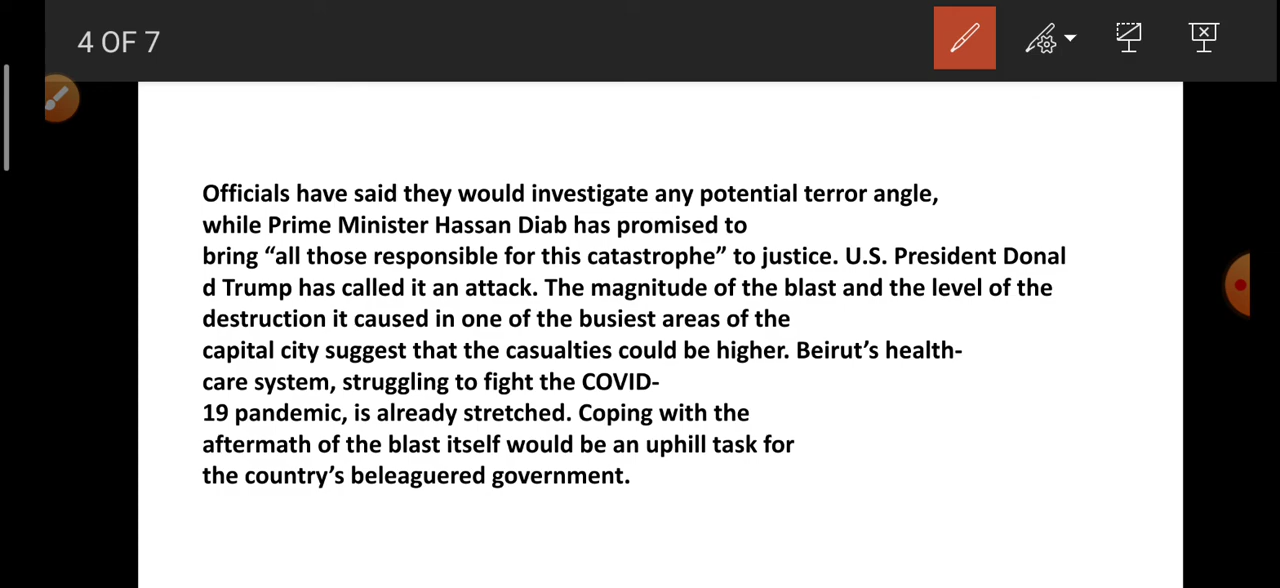 4 OF 7
Officials have said they would investigate any potential terror angle,
while Prime Minister Hassan Diab has promised to
bring “all those responsible for this catastrophe” to justice. U.S. President Donal
d Trump has called it an attack. The magnitude of the blast and the level of the
destruction it caused in one of the busiest areas of the
capital city suggest that the casualties could be higher. Beirut’s health-
care system, struggling to fight the COVID-
19 pandemic, is already stretched. Coping with the
aftermath of the blast itself would be an uphill task for
the country’s beleaguered government.